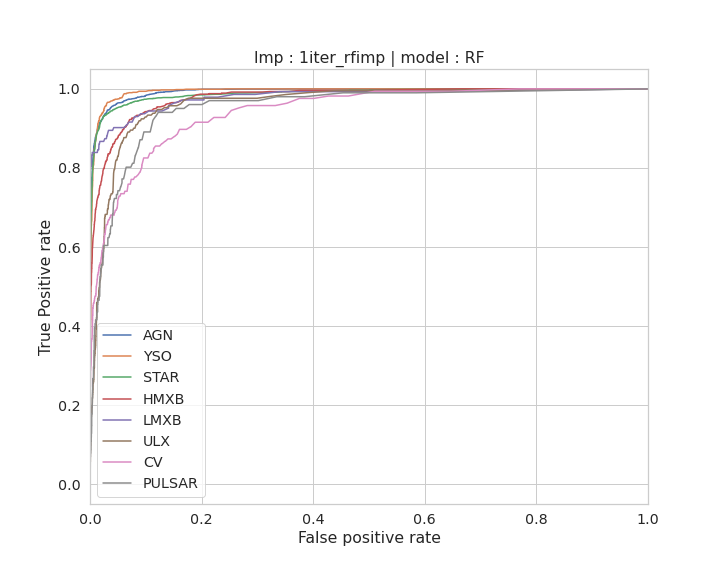 Imp : 1iter_rfimp | model : RF
1.0
0.8
0.6
0.4
0.2
0.0
True Positive rate
AGN
YSO
STAR
HMXB
LMXB
ULX
CV
PULSAR
0.0 0.2 0.4 0.6 0.8 1.0
False positive rate